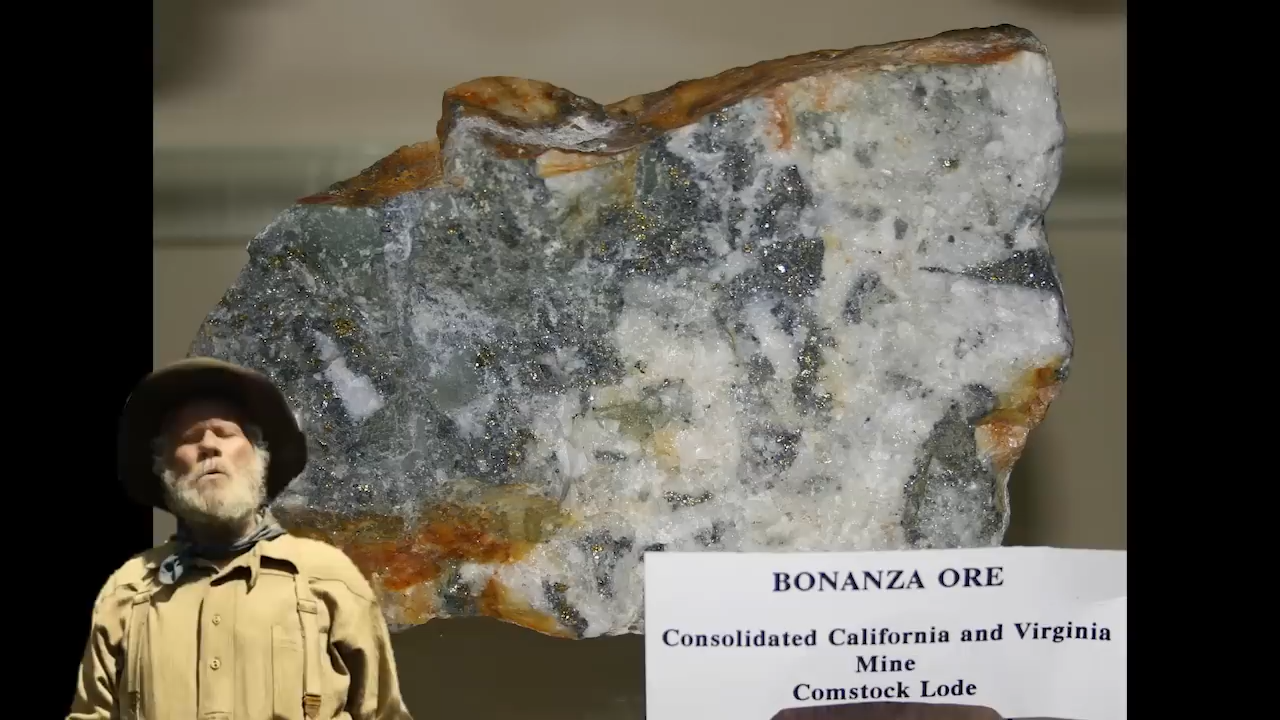 BONANZA ORE
Consolidated California and Virginia
Mine
Comstock Lode